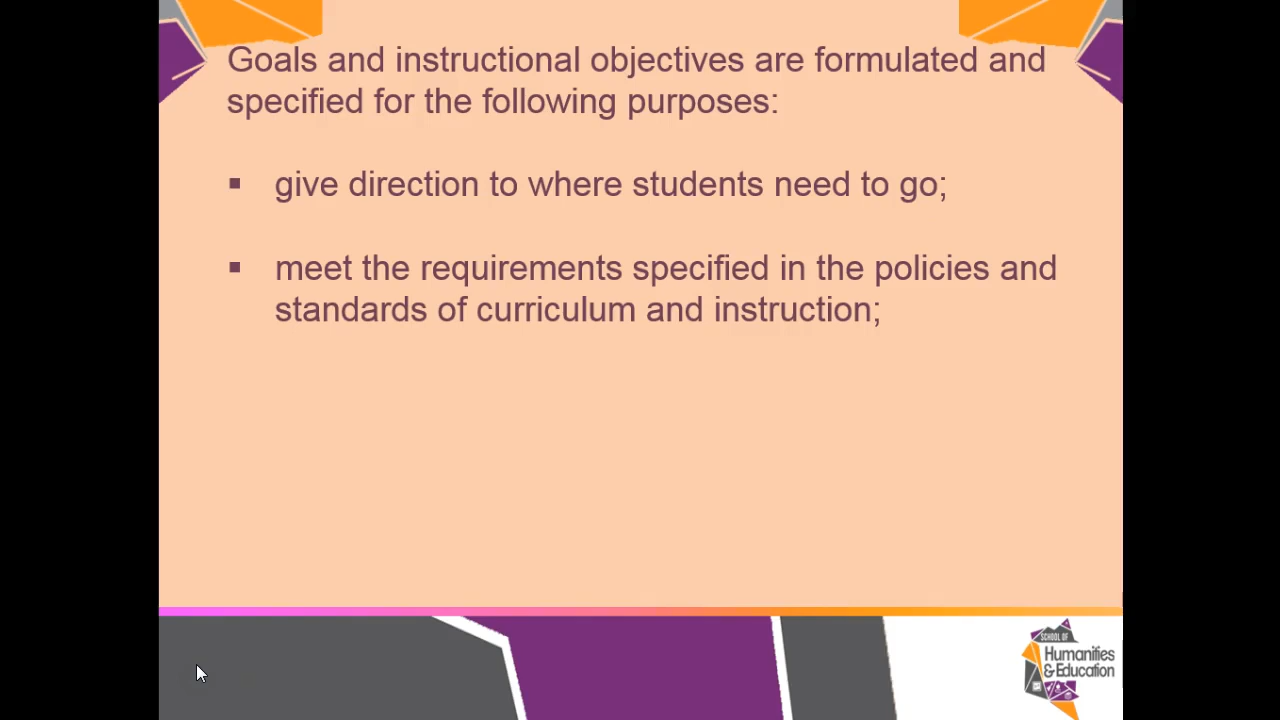 Goals and instructional objectives are formulated and
specified for the following purposes:
▪ give direction to where students need to go;
▪ meet the requirements specified in the policies and
standards of curriculum and instruction;
SCHOOL OF
Humanities
& Education